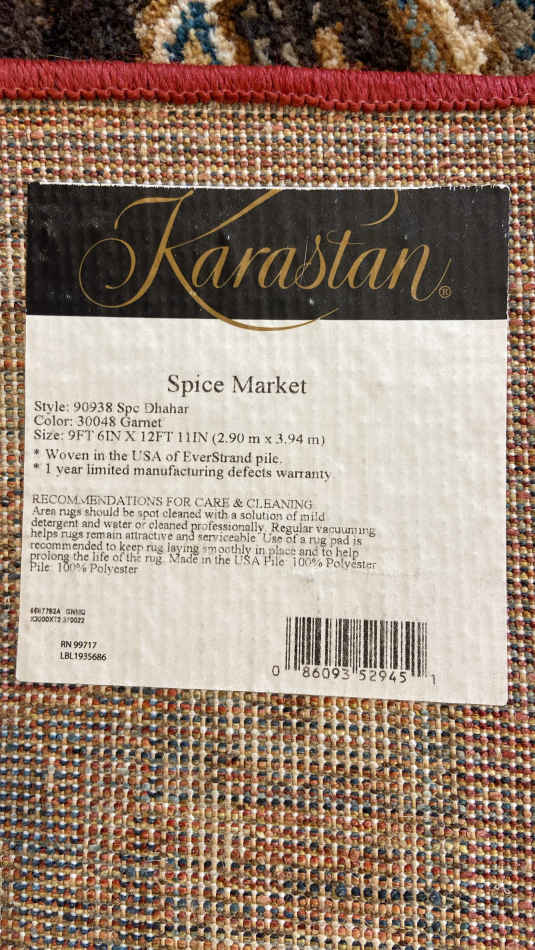 Karastan®
Spice Market
Style: 90938 Spc Dhahar
Color: 30048 Garnet
Size: 9FT 6IN X 12FT 11IN (2.90 m x 3.94 m)
* Woven in the USA of EverStrand pile.
* 1 year limited manufacturing defects warranty
RECOMMENDATIONS FOR CARE & CLEANING
Area rugs should be spot cleaned with a solution of mild
detergent and water or cleaned professionally. Regular vacuuming
helps rugs remain attractive and serviceable. Use of a rug pad is
recommended to keep rug laying smoothly in place and to help
prolong the life of the rug. Made in the USA Pile: 100% Polyester
Pile: 100% Polyester
RN 99717
LBL1935686
0 86093 52945 1